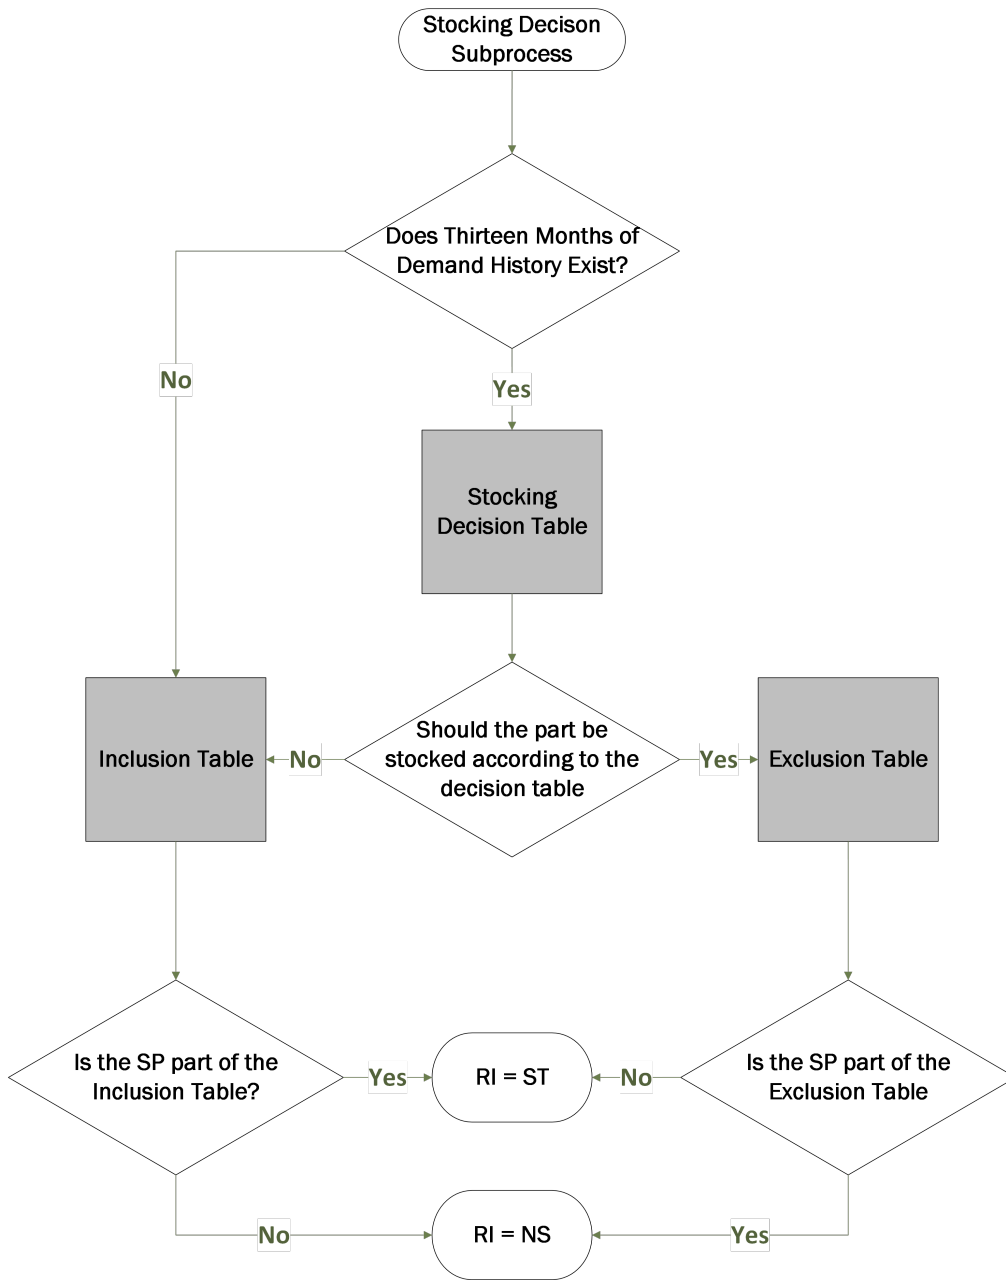 Stocking Decison
Subprocess
Does Thirteen Months of
Demand History Exist?
No
Yes
Stocking
Decision Table
Inclusion Table
No
Should the part be
stocked according to the
decision table
Yes
Exclusion Table
Is the SP part of the
Inclusion Table?
Yes
RI = ST
No
Is the SP part of the
Exclusion Table
No
RI = NS
Yes